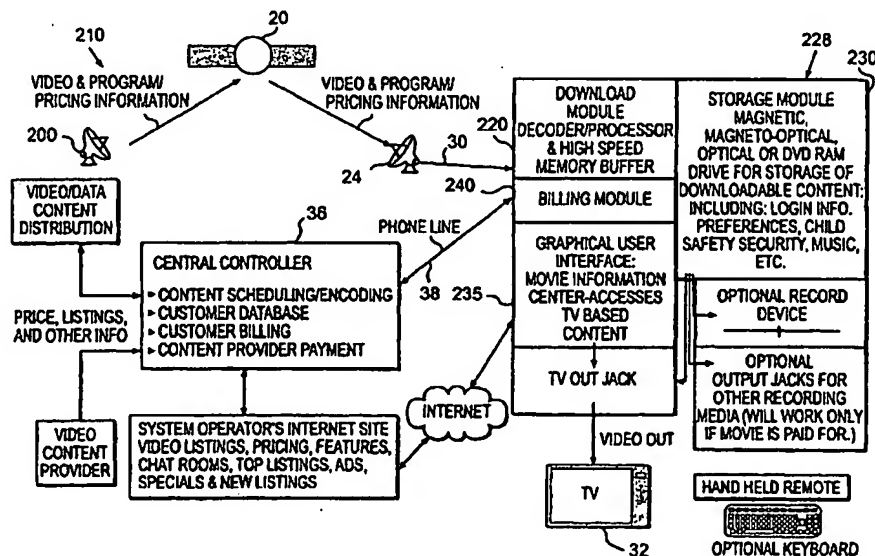 210
20
VIDEO & PROGRAM/
PRICING INFORMATION
VIDEO & PROGRAM/
PRICING INFORMATION
200
24
30
VIDEO/DATA
CONTENT
DISTRIBUTION
PRICE, LISTINGS,
AND OTHER INFO
VIDEO
CONTENT
PROVIDER
38
CENTRAL CONTROLLER
CONTENT SCHEDULING/ENCODING
CUSTOMER DATABASE
CUSTOMER BILLING
CONTENT PROVIDER PAYMENT
PHONE LINE
38
SYSTEM OPERATOR'S INTERNET SITE
VIDEO LISTINGS, PRICING, FEATURES,
CHAT ROOMS, TOP LISTINGS, ADS,
SPECIALS & NEW LISTINGS
INTERNET
220
DOWNLOAD
MODULE
DECODER/PROCESSOR
& HIGH SPEED
MEMORY BUFFER
240
BILLING MODULE
235
GRAPHICAL USER
INTERFACE:
MOVIE INFORMATION
CENTER-ACCESSES
TV BASED
CONTENT
TV OUT JACK
VIDEO OUT
TV
32
228
230
STORAGE MODULE
MAGNETIC,
MAGNETO-OPTICAL,
OPTICAL OR DVD RAM
DRIVE FOR STORAGE OF
DOWNLOADABLE CONTENT;
INCLUDING: LOGIN INFO.
PREFERENCES, CHILD
SAFETY SECURITY, MUSIC,
ETC.
OPTIONAL RECORD
DEVICE
OPTIONAL
OUTPUT JACKS FOR
OTHER RECORDING
MEDIA (WILL WORK ONLY
IF MOVIE IS PAID FOR.)
HAND HELD REMOTE
OPTIONAL KEYBOARD